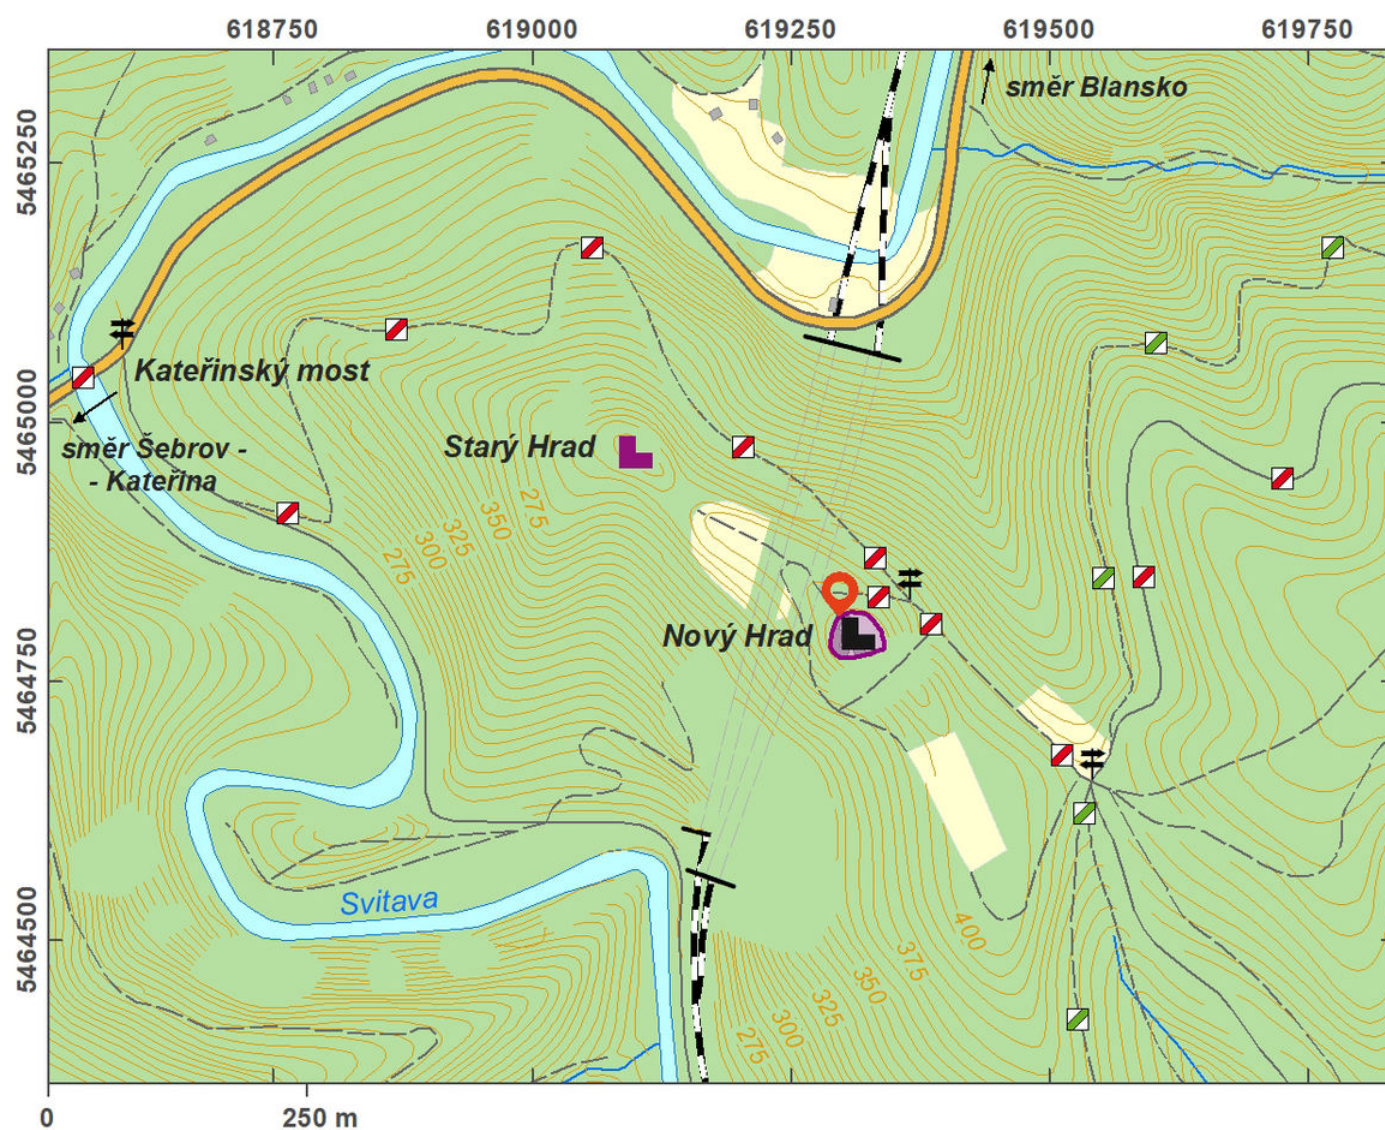 618750 619000 619250 619500 619750
směr Blansko
5465250
Kateřinský most
5465000
směr Šebrov -
- Kateřina
Starý Hrad
275
350
325
300
275
Nový Hrad
5464750
Svitava
5464500
400
375
350
325
300
275
0 250 m